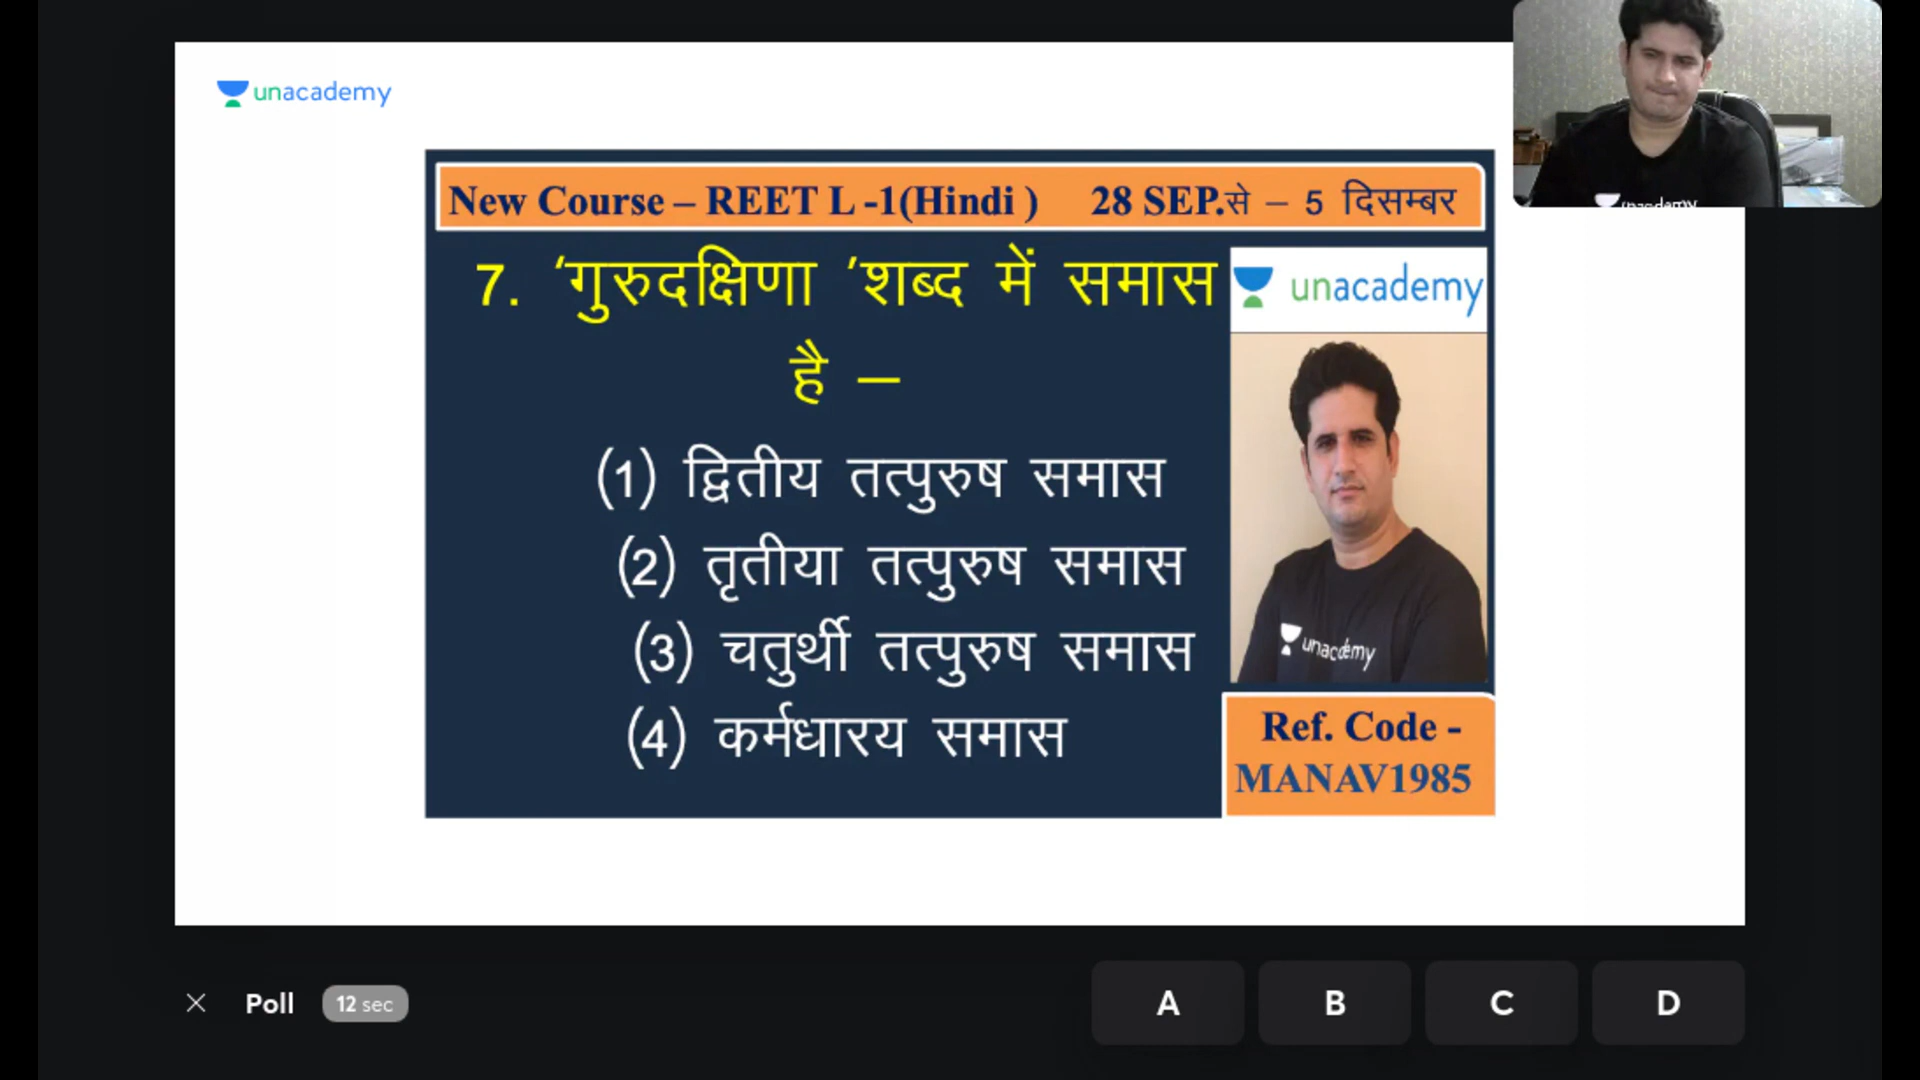 unacademy
New Course – REET L -1(Hindi ) 28 SEP.से – 5 दिसम्बर
7. ‘गुरुदक्षिणा ’शब्द में समास
है –
(1) द्वितीय तत्पुरुष समास
(2) तृतीया तत्पुरुष समास
(3) चतुर्थी तत्पुरुष समास
(4) कर्मधारय समास
unacademy
unacademy
Ref. Code -
MANAV1985
unacademy
Poll 12 sec
A B C D